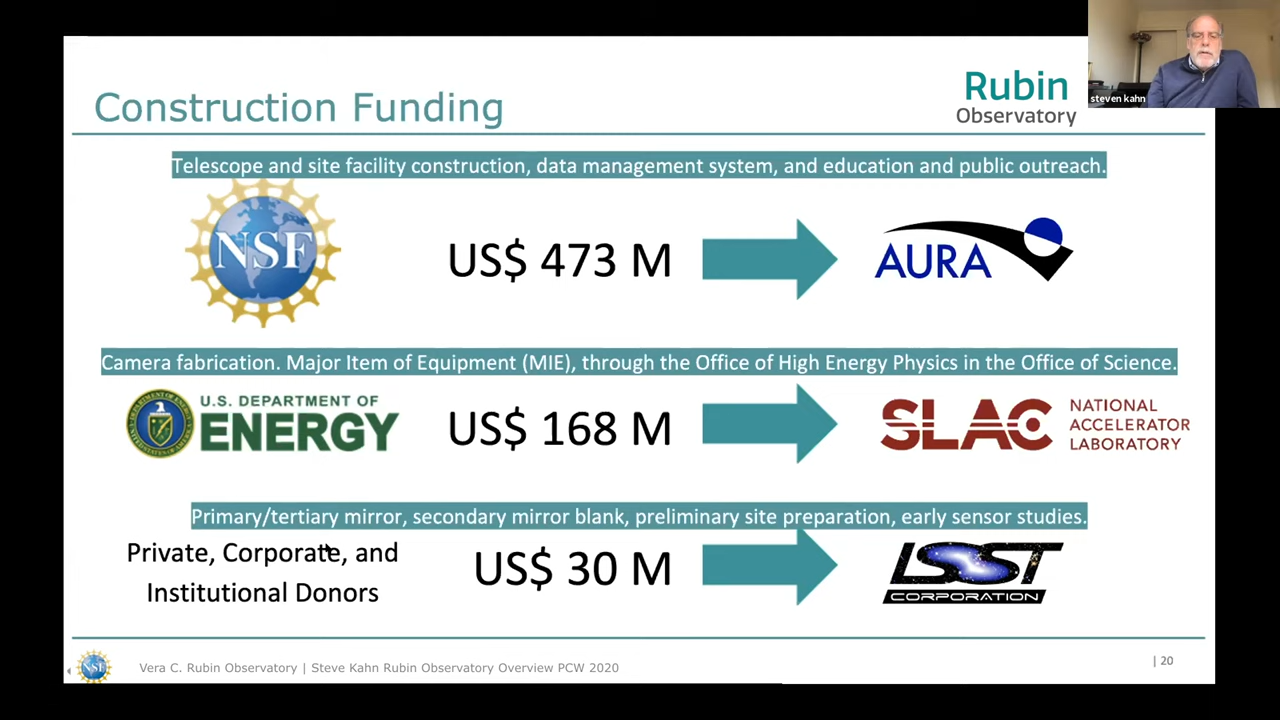 Construction Funding
Rubin
Observatory
steven kahn
Telescope and site facility construction, data management system, and education and public outreach.
NSF
US$ 473 M
AURA
Camera fabrication. Major Item of Equipment (MIE), through the Office of High Energy Physics in the Office of Science.
U.S. DEPARTMENT OF
ENERGY
US$ 168 M
SLAC
NATIONAL
ACCELERATOR
LABORATORY
Primary/tertiary mirror, secondary mirror blank, preliminary site preparation, early sensor studies.
Private, Corporate, and
Institutional Donors
US$ 30 M
LSST
CORPORATION
NSF
Vera C. Rubin Observatory | Steve Kahn Rubin Observatory Overview PCW 2020
| 20